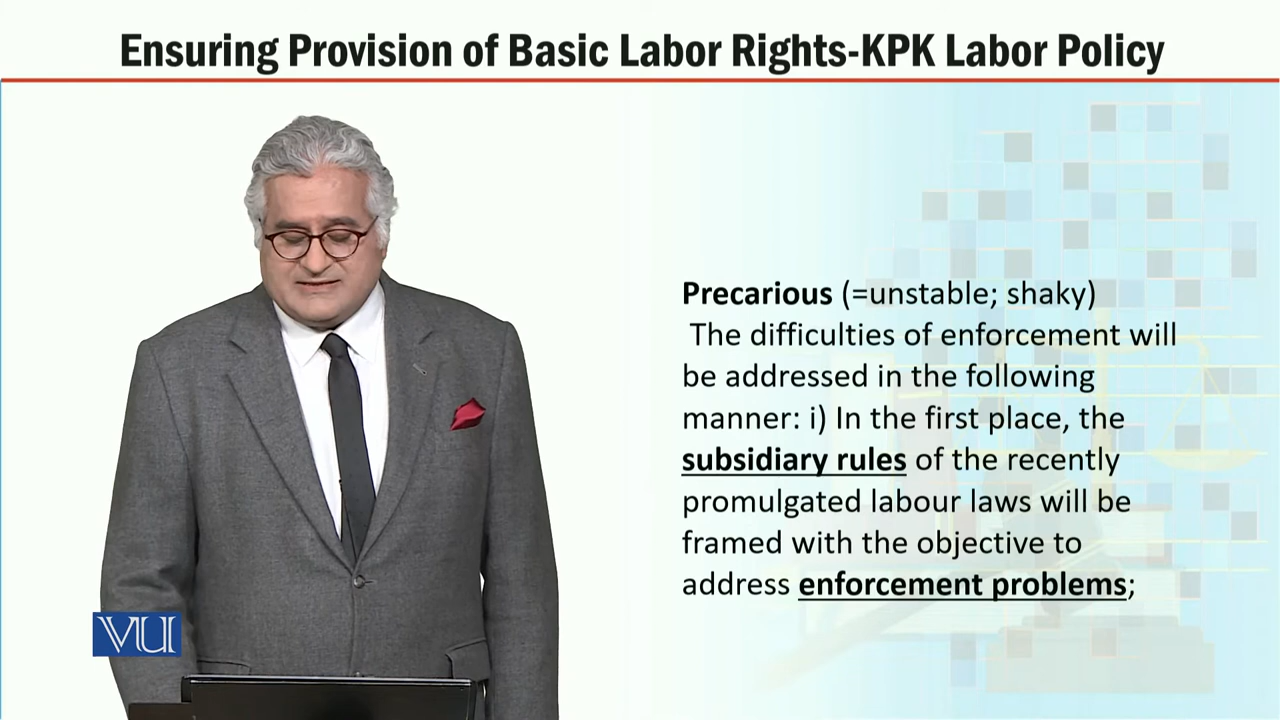 Ensuring Provision of Basic Labor Rights-KPK Labor Policy
Precarious (=unstable; shaky)
The difficulties of enforcement will
be addressed in the following
manner: i) In the first place, the
subsidiary rules of the recently
promulgated labour laws will be
framed with the objective to
address enforcement problems;
VU